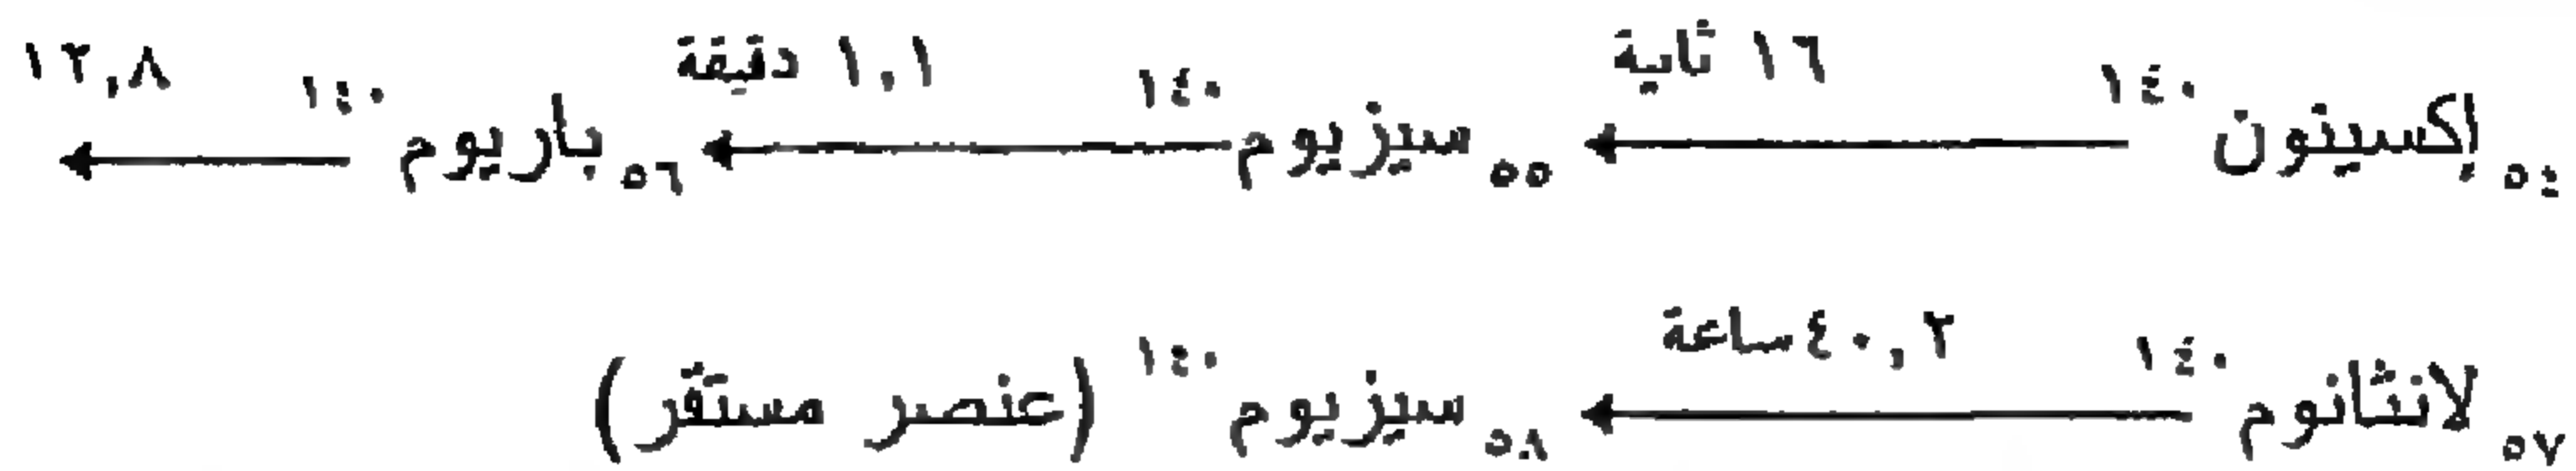 ٥٤ إكسينون ١٤٠ ← ١٦ ثانية ٥٥ سيزيوم ١٤٠ ← ١,١ دقيقة ٥٦ باريوم ١٤٠ ← ١٢,٨
٥٧ لانثانوم ١٤٠ ← ٤٠,٢ ساعة ٥٨ سيزيوم ١٤٠ (عنصر مستقر)